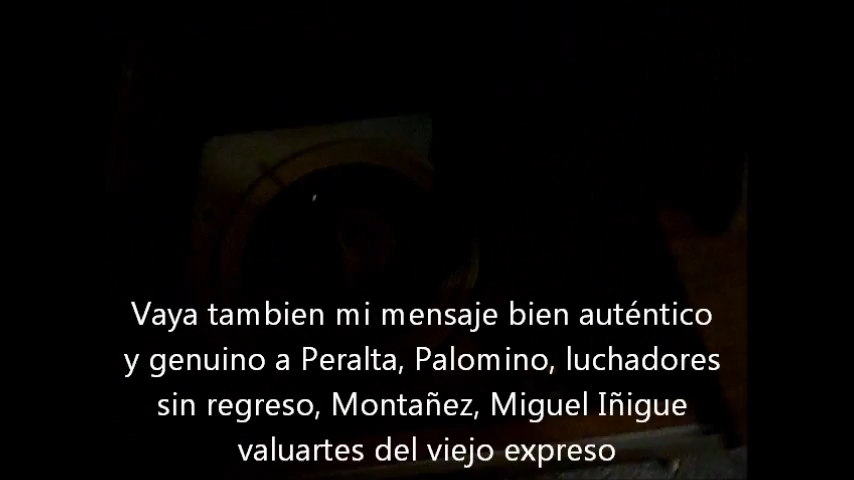 Vaya tambien mi mensaje bien auténtico
y genuino a Peralta, Palomino, luchadores
sin regreso, Montañez, Miguel Iñigue
valuartes del viejo expreso